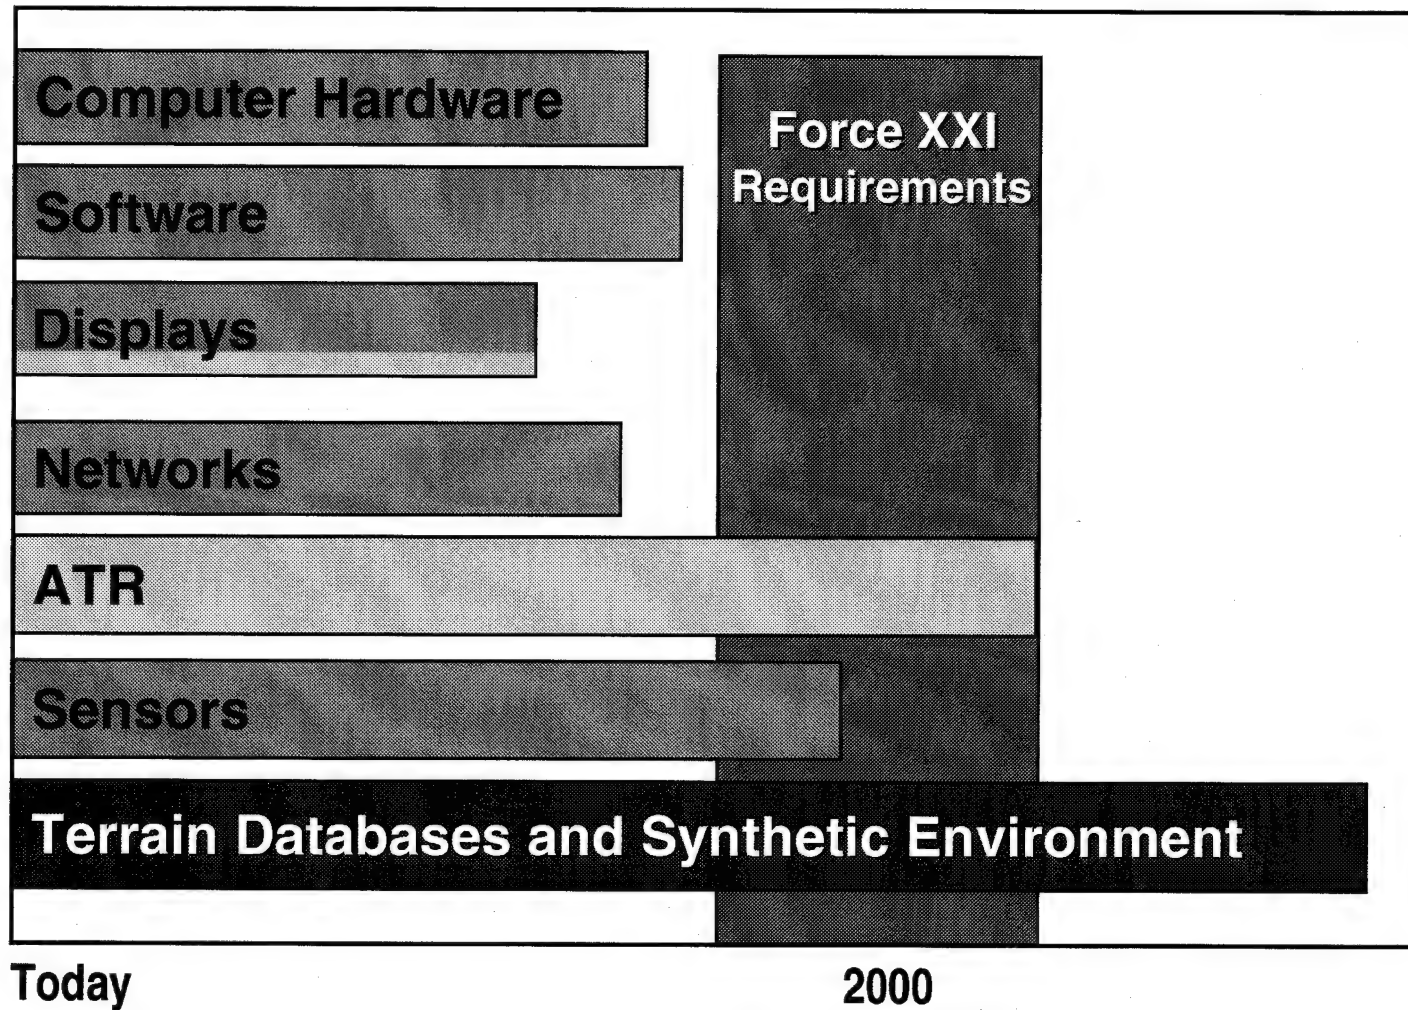 Computer Hardware
Force XXI
Requirements
Software
Displays
Networks
ATR
Sensors
Terrain Databases and Synthetic Environment
Today
2000